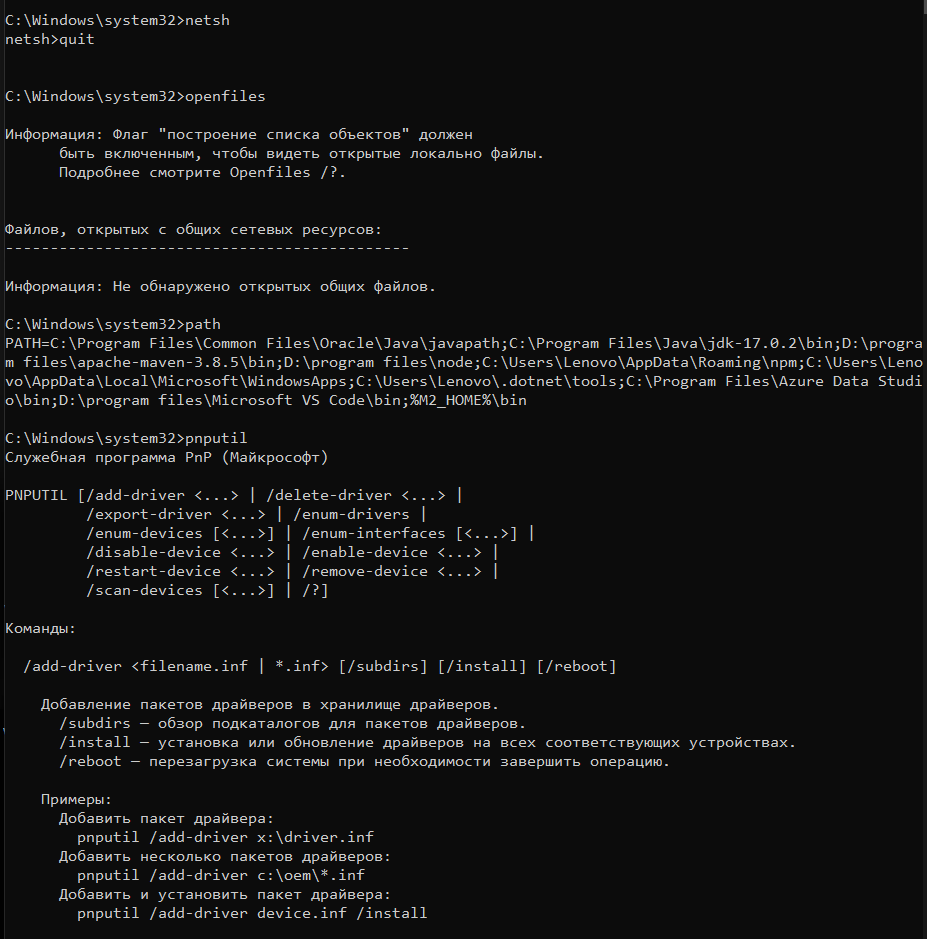 C:\Windows\system32>netsh
netsh>quit
C:\Windows\system32>openfiles
Информация: Флаг "построение списка объектов" должен
быть включенным, чтобы видеть открытые локально файлы.
Подробнее смотрите Openfiles /?.
Файлов, открытых с общих сетевых ресурсов:
---------------------------------------------
Информация: Не обнаружено открытых общих файлов.
C:\Windows\system32>path
PATH=C:\Program Files\Common Files\Oracle\Java\javapath;C:\Program Files\Java\jdk-17.0.2\bin;D:\progra
m files\apache-maven-3.8.5\bin;D:\program files\node;C:\Users\Lenovo\AppData\Roaming\npm;C:\Users\Leno
vo\AppData\Local\Microsoft\WindowsApps;C:\Users\Lenovo\.dotnet\tools;C:\Program Files\Azure Data Studi
o\bin;D:\program files\Microsoft VS Code\bin;%M2_HOME%\bin
C:\Windows\system32>pnputil
Служебная программа PnP (Майкрософт)
PNPUTIL [/add-driver <...> | /delete-driver <...> |
/export-driver <...> | /enum-drivers |
/enum-devices [<...>] | /enum-interfaces [<...>] |
/disable-device <...> | /enable-device <...> |
/restart-device <...> | /remove-device <...> |
/scan-devices [<...>] | /?]
Команды:
/add-driver <filename.inf | *.inf> [/subdirs] [/install] [/reboot]
Добавление пакетов драйверов в хранилище драйверов.
/subdirs — обзор подкаталогов для пакетов драйверов.
/install — установка или обновление драйверов на всех соответствующих устройствах.
/reboot — перезагрузка системы при необходимости завершить операцию.
Примеры:
Добавить пакет драйвера:
pnputil /add-driver x:\driver.inf
Добавить несколько пакетов драйверов:
pnputil /add-driver c:\oem\*.inf
Добавить и установить пакет драйвера:
pnputil /add-driver device.inf /install